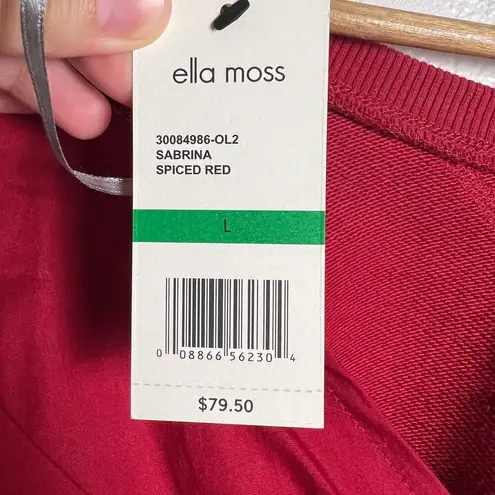 ella moss
30084986-OL2
SABRINA
SPICED RED
L
0 08866 56230 4
$79.50